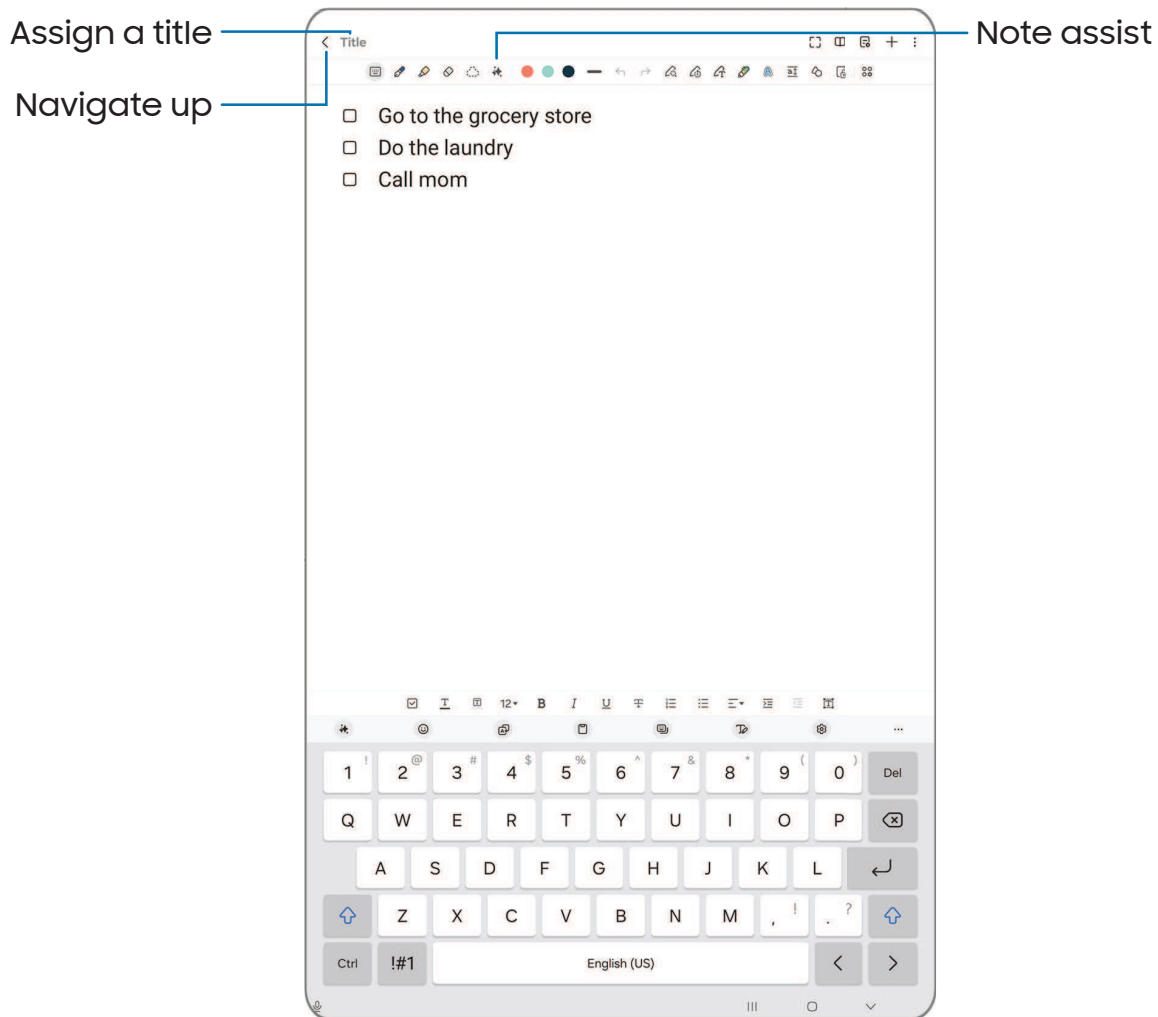 Assign a title
Note assist
Title
Navigate up
Go to the grocery store
Do the laundry
Call mom
12 B I U
1 ! 2 @ 3 # 4 $ 5 % 6 ^ 7 & 8 * 9 ( 0 ) Del
Q W E R T Y U I O P
A S D F G H J K L
Z X C V B N M , ! . ?
Ctrl !#1 English (US) < >